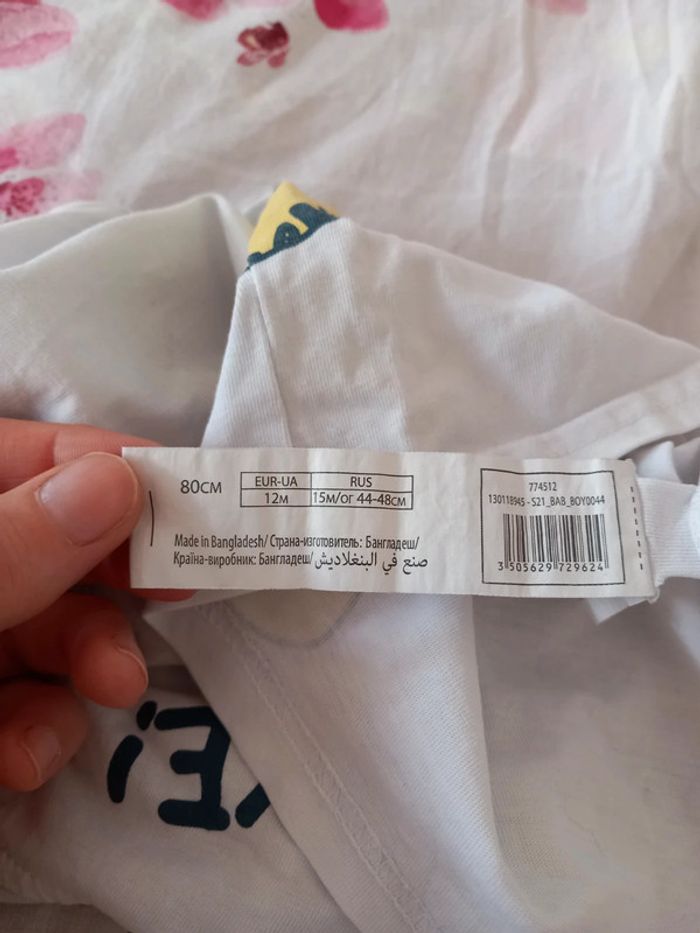 80CM
EUR-UA RUS
12M 15М/ОГ 44-48СМ
Made in Bangladesh/ Страна-изготовитель: Бангладеш/
Країна-виробник: Бангладеш/ صنع في البنغلاديش
774512
130118945 - S21_BAB_BOY0044
3 505629 729624